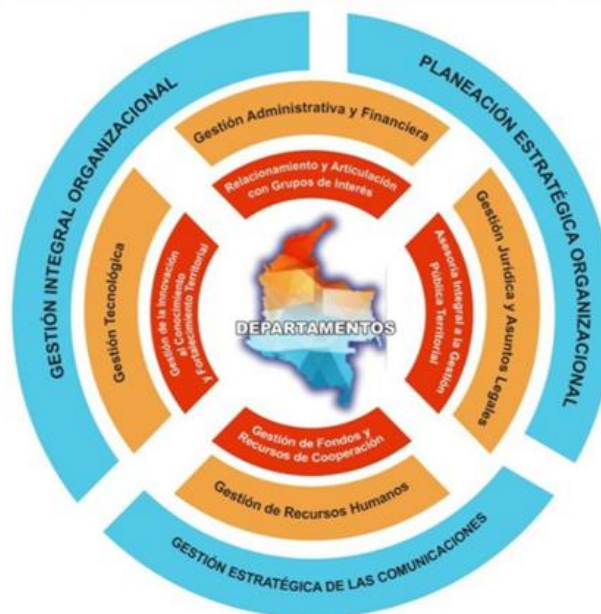 GESTIÓN INTEGRAL ORGANIZACIONAL
PLANEACIÓN ESTRATÉGICA ORGANIZACIONAL
GESTIÓN ESTRATÉGICA DE LAS COMUNICACIONES
Gestión Administrativa y Financiera
Gestión Jurídica y Asuntos Legales
Gestión de Recursos Humanos
Gestión Tecnológica
Relacionamiento y Articulación
con Grupos de Interés
Asesoría Integral a la Gestión
Pública Territorial
Gestión de Fondos y
Recursos de Cooperación
Gestión de la Innovación
al Conocimiento
y Fortalecimiento Territorial
DEPARTAMENTOS